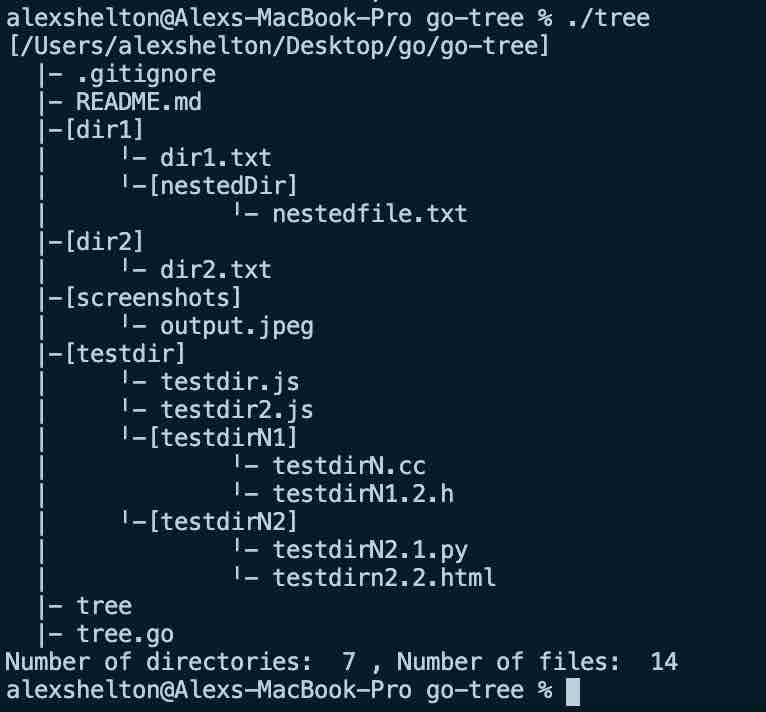 alexshelton@Alexs-MacBook-Pro go-tree % ./tree
[/Users/alexshelton/Desktop/go/go-tree]
  |- .gitignore
  |- README.md
  |-[dir1]
  |     ╵- dir1.txt
  |     ╵-[nestedDir]
  |             ╵- nestedfile.txt
  |-[dir2]
  |     ╵- dir2.txt
  |-[screenshots]
  |     ╵- output.jpeg
  |-[testdir]
  |     ╵- testdir.js
  |     ╵- testdir2.js
  |     ╵-[testdirN1]
  |             ╵- testdirN.cc
  |             ╵- testdirN1.2.h
  |     ╵-[testdirN2]
  |             ╵- testdirN2.1.py
  |             ╵- testdirn2.2.html
  |- tree
  |- tree.go
Number of directories:  7 , Number of files:  14
alexshelton@Alexs-MacBook-Pro go-tree %